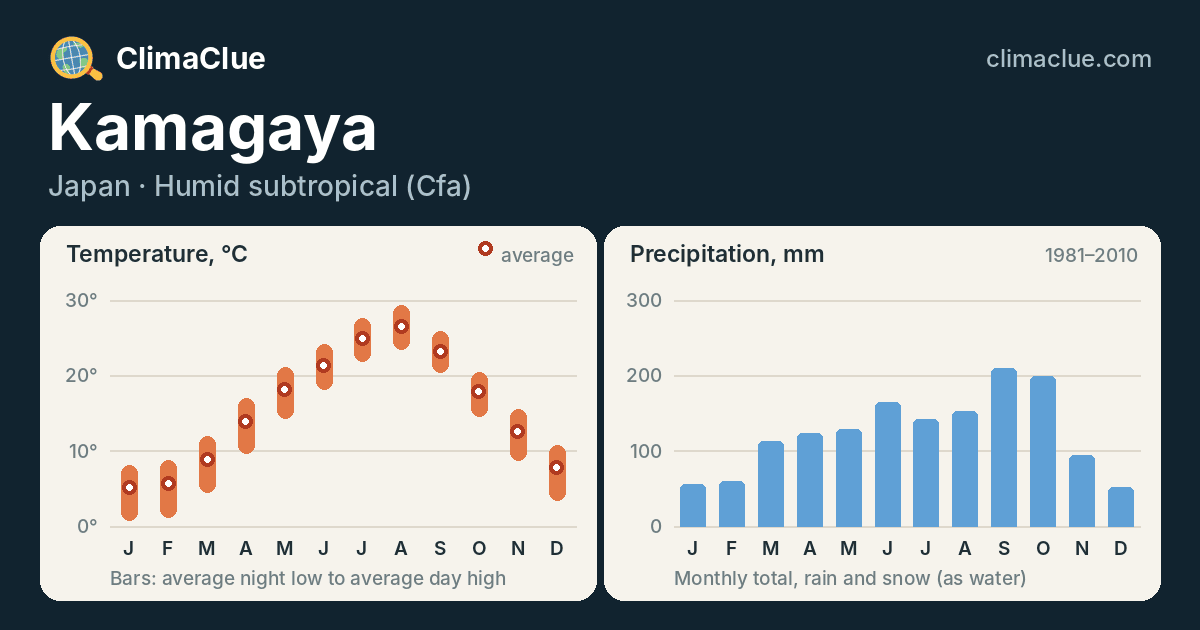 ClimaClue
climaclue.com
Kamagaya
Japan · Humid subtropical (Cfa)
Temperature, °C
average
30°
20°
10°
0°
J F M A M J J A S O N D
Bars: average night low to average day high
Precipitation, mm
1981–2010
300
200
100
0
J F M A M J J A S O N D
Monthly total, rain and snow (as water)